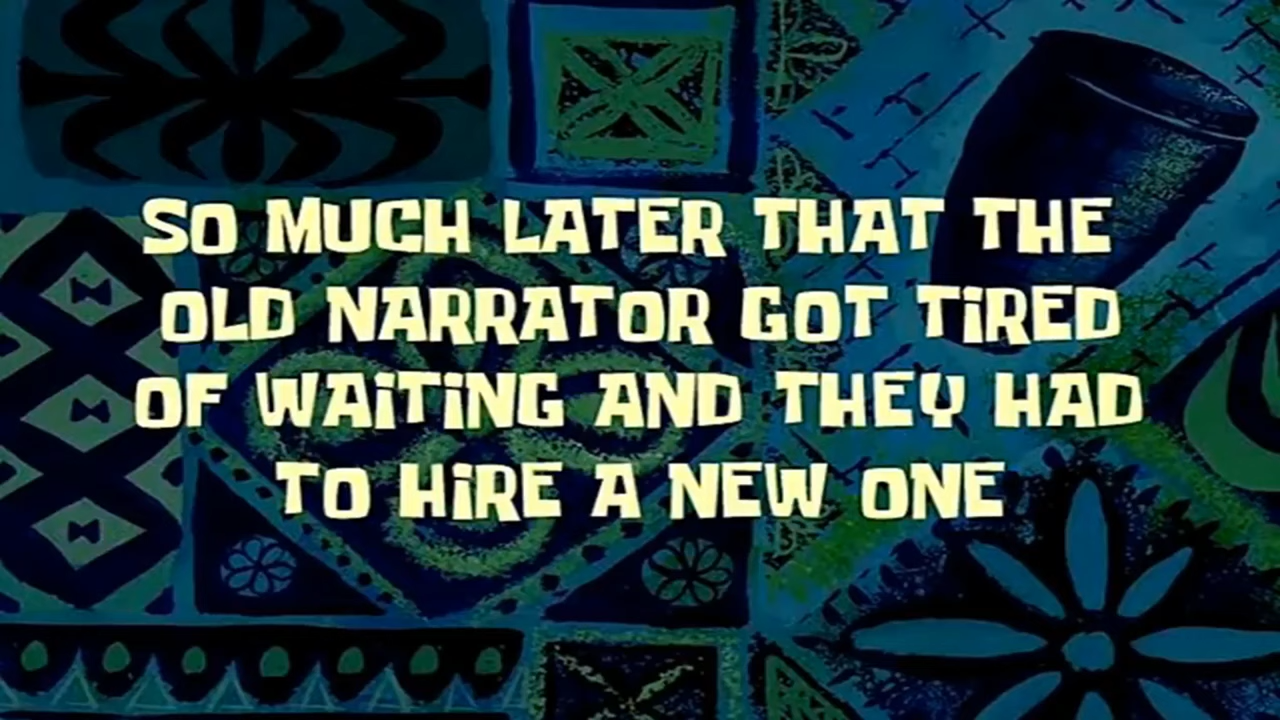 SO MUCH LATER THAT THE
OLD NARRATOR GOT TiRED
OF WAiTiNG AND THEY HAD
TO HiRE A NEW ONE